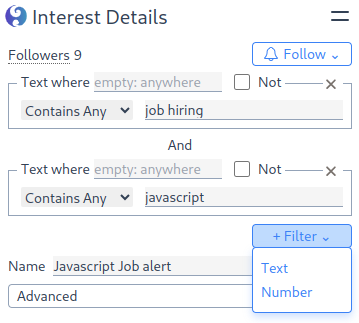 Interest Details
Followers 9 Follow
Text where empty: anywhere Not
Contains Any job hiring
And
Text where empty: anywhere Not
Contains Any javascript
+ Filter
Text
Name Javascript Job alert
Number
Advanced